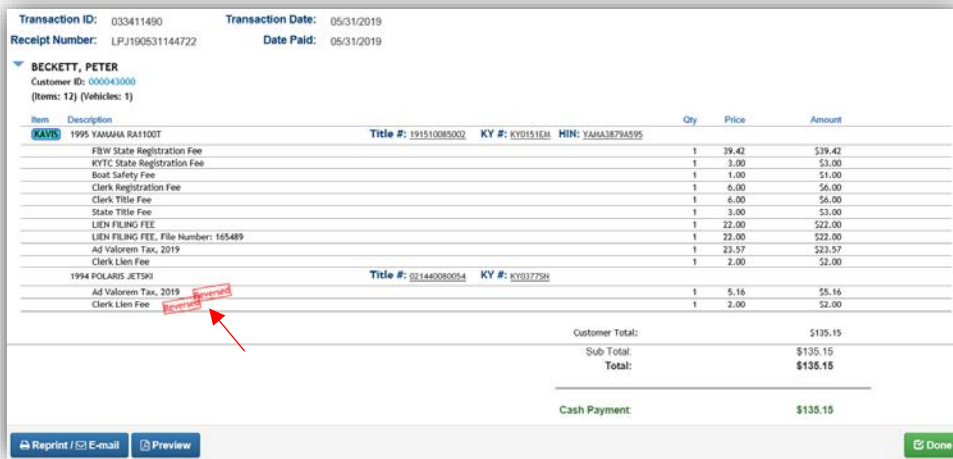 Transaction ID: 033411490 Transaction Date: 05/31/2019
Receipt Number: LPJ190531144722 Date Paid: 05/31/2019
BECKETT, PETER
Customer ID: 000043000
(Items: 12) (Vehicles: 1)
Item Description Qty Price Amount
KAVIS 1995 YAMAHA RA1100T Title #: 191510085002 KY #: KY0151EM HIN: YAMA3879A595
FBW State Registration Fee 1 39.42 $39.42
KYTC State Registration Fee 1 3.00 $3.00
Boat Safety Fee 1 1.00 $1.00
Clerk Registration Fee 1 6.00 $6.00
Clerk Title Fee 1 6.00 $6.00
State Title Fee 1 3.00 $3.00
LIEN FILING FEE 1 22.00 $22.00
LIEN FILING FEE, File Number: 165489 1 22.00 $22.00
Ad Valorem Tax, 2019 1 23.57 $23.57
Clerk Lien Fee 1 2.00 $2.00
1994 POLARIS JETSKI Title #: 021440080054 KY #: KY0377SN
Ad Valorem Tax, 2019 Reversed 1 5.16 $5.16
Clerk Lien Fee Reversed 1 2.00 $2.00
Customer Total: $135.15
Sub Total: $135.15
Total: $135.15
Cash Payment: $135.15
Reprint / E-mail Preview Done